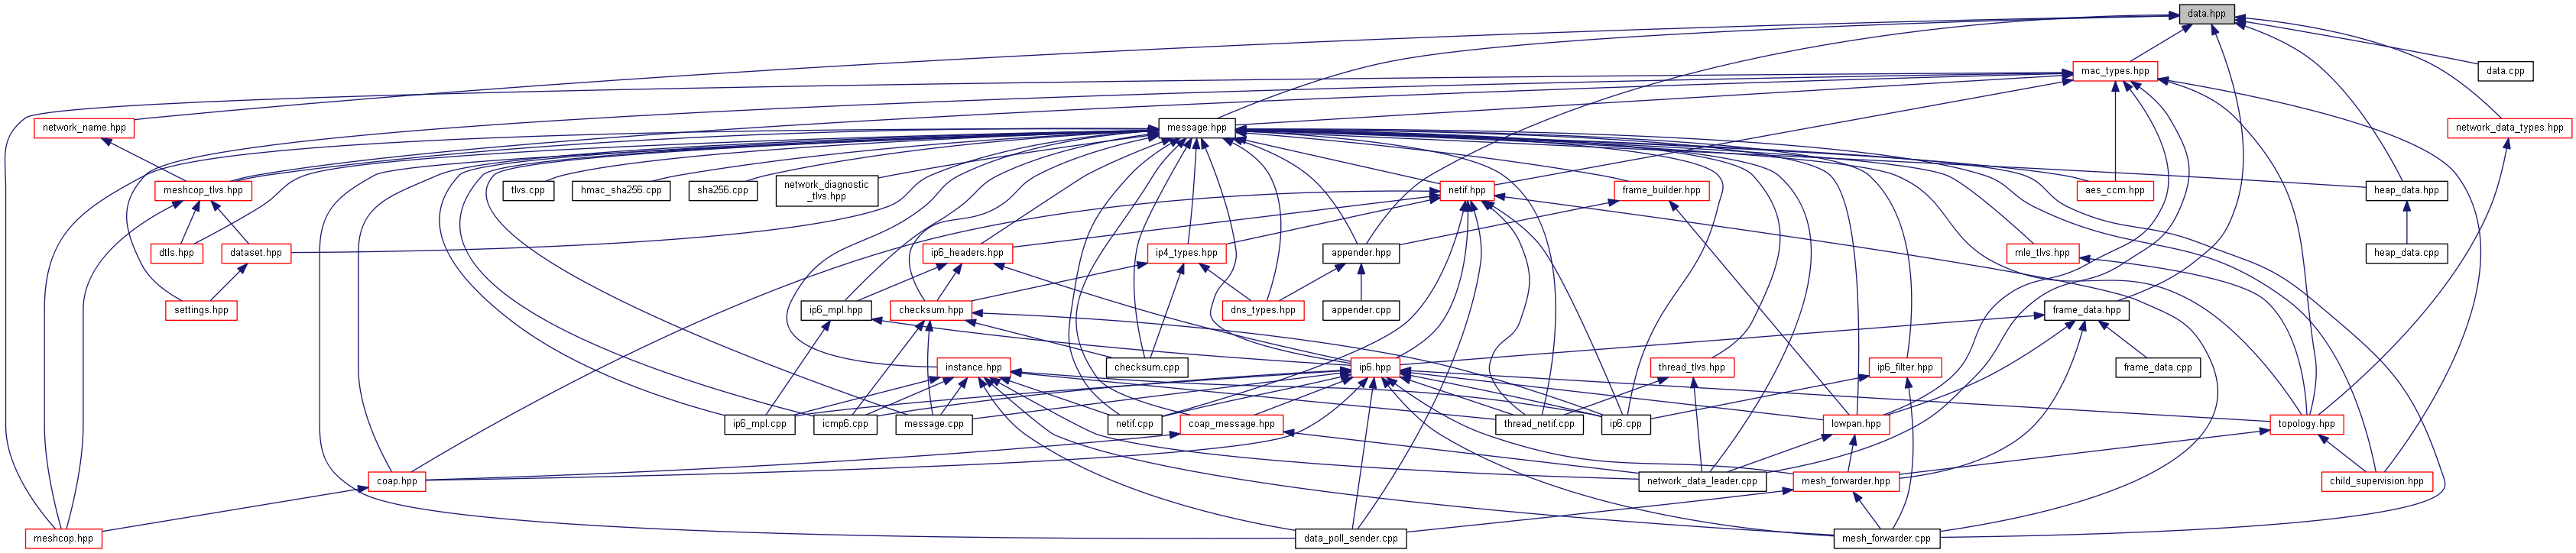 data.hpp
mac_types.hpp
data.cpp
network_name.hpp
message.hpp
network_data_types.hpp
meshcop_tlvs.hpp
tlvs.cpp
hmac_sha256.cpp
sha256.cpp
network_diagnostic
_tlvs.hpp
netif.hpp
frame_builder.hpp
aes_ccm.hpp
heap_data.hpp
dtls.hpp
dataset.hpp
ip6_headers.hpp
ip4_types.hpp
appender.hpp
mle_tlvs.hpp
heap_data.cpp
settings.hpp
ip6_mpl.hpp
checksum.hpp
dns_types.hpp
appender.cpp
frame_data.hpp
instance.hpp
checksum.cpp
ip6.hpp
thread_tlvs.hpp
ip6_filter.hpp
frame_data.cpp
ip6_mpl.cpp
icmp6.cpp
message.cpp
netif.cpp
coap_message.hpp
thread_netif.cpp
ip6.cpp
lowpan.hpp
topology.hpp
coap.hpp
network_data_leader.cpp
mesh_forwarder.hpp
child_supervision.hpp
meshcop.hpp
data_poll_sender.cpp
mesh_forwarder.cpp